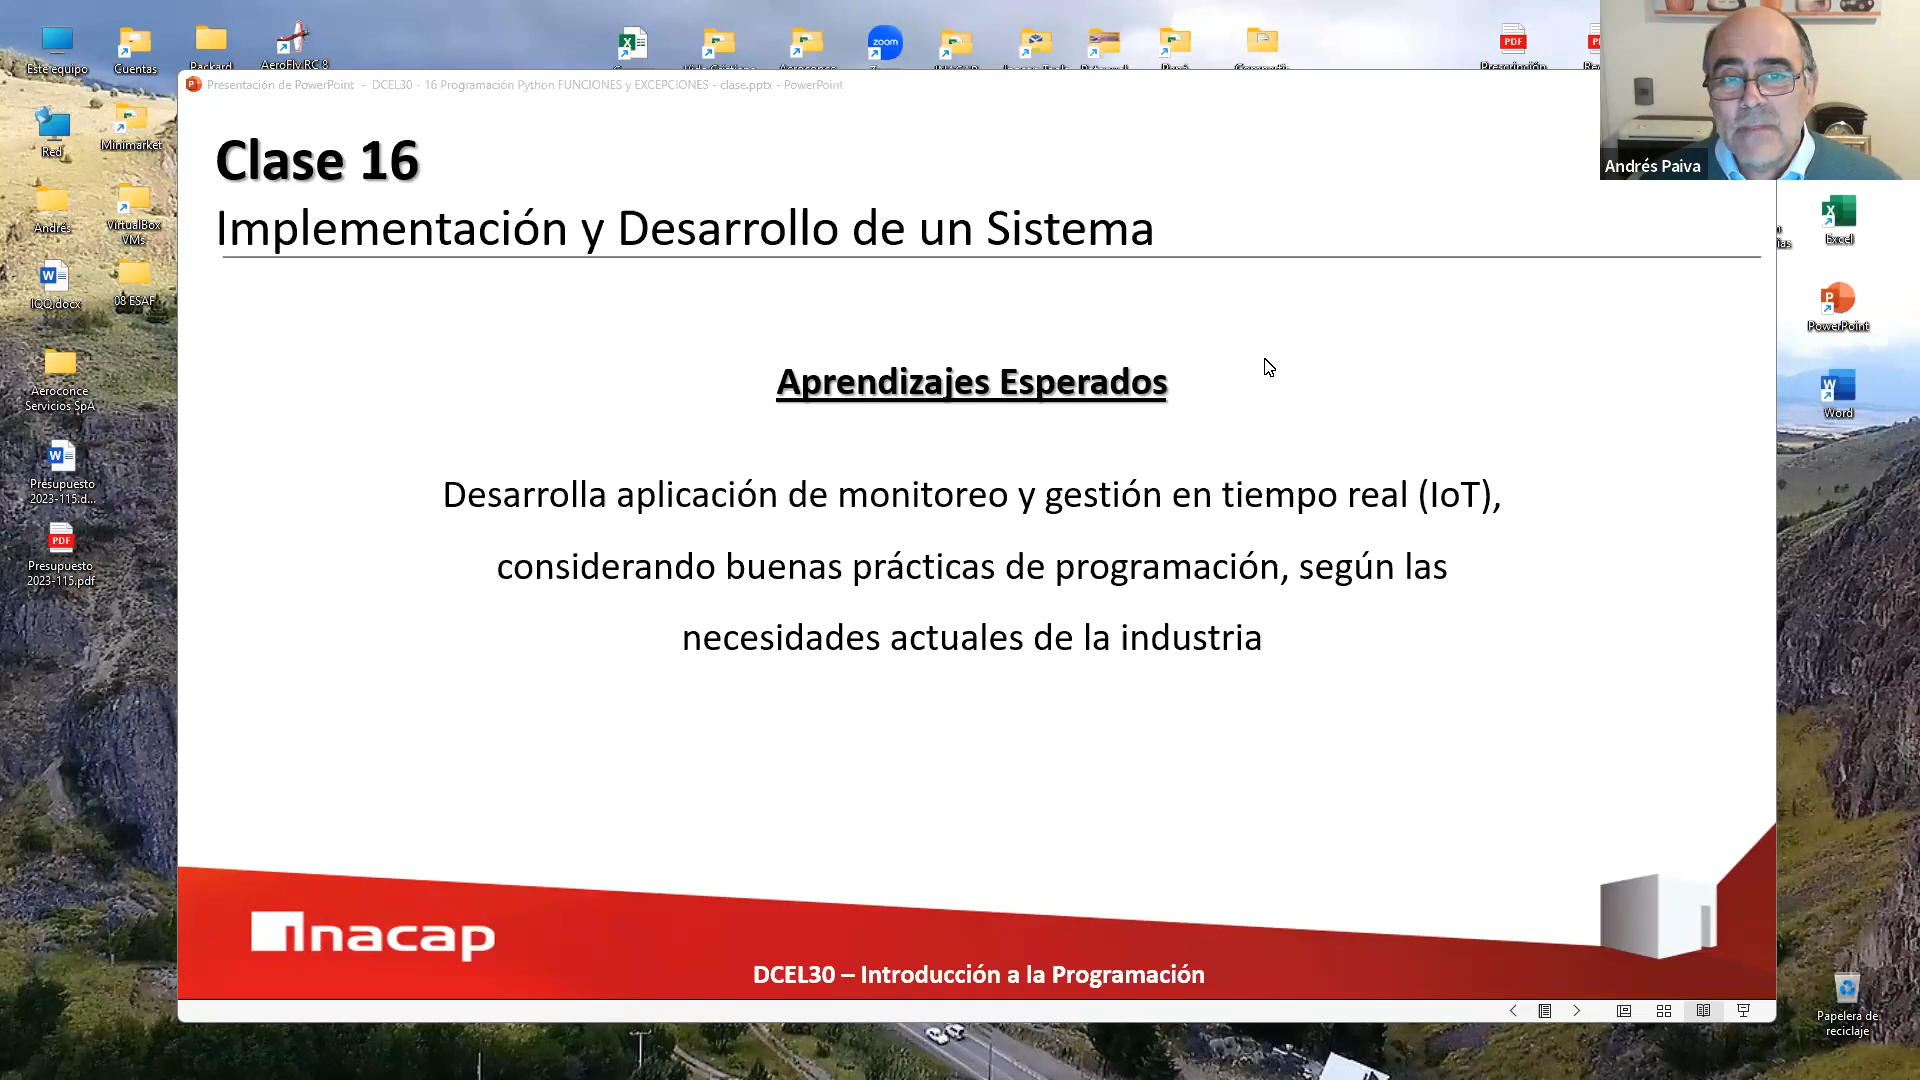 Este equipo
Cuentas
Packard
AeroFly RC 8
zoom
PDF
Prescripción
Presentación de PowerPoint - DCEL30 - 16 Programación Python FUNCIONES y EXCEPCIONES - clase.pptx - PowerPoint
Andrés Paiva
Red
Minimarket
Andrés
VirtualBox
VMs
IQQ.docx
08 ESAF
Aeroconce
Servicios SpA
Presupuesto
2023-115.d...
PDF
Presupuesto
2023-115.pdf
Clase 16
Implementación y Desarrollo de un Sistema
Aprendizajes Esperados
Desarrolla aplicación de monitoreo y gestión en tiempo real (IoT),
considerando buenas prácticas de programación, según las
necesidades actuales de la industria
inacap
DCEL30 – Introducción a la Programación
Excel
PowerPoint
Word
Papelera de
reciclaje